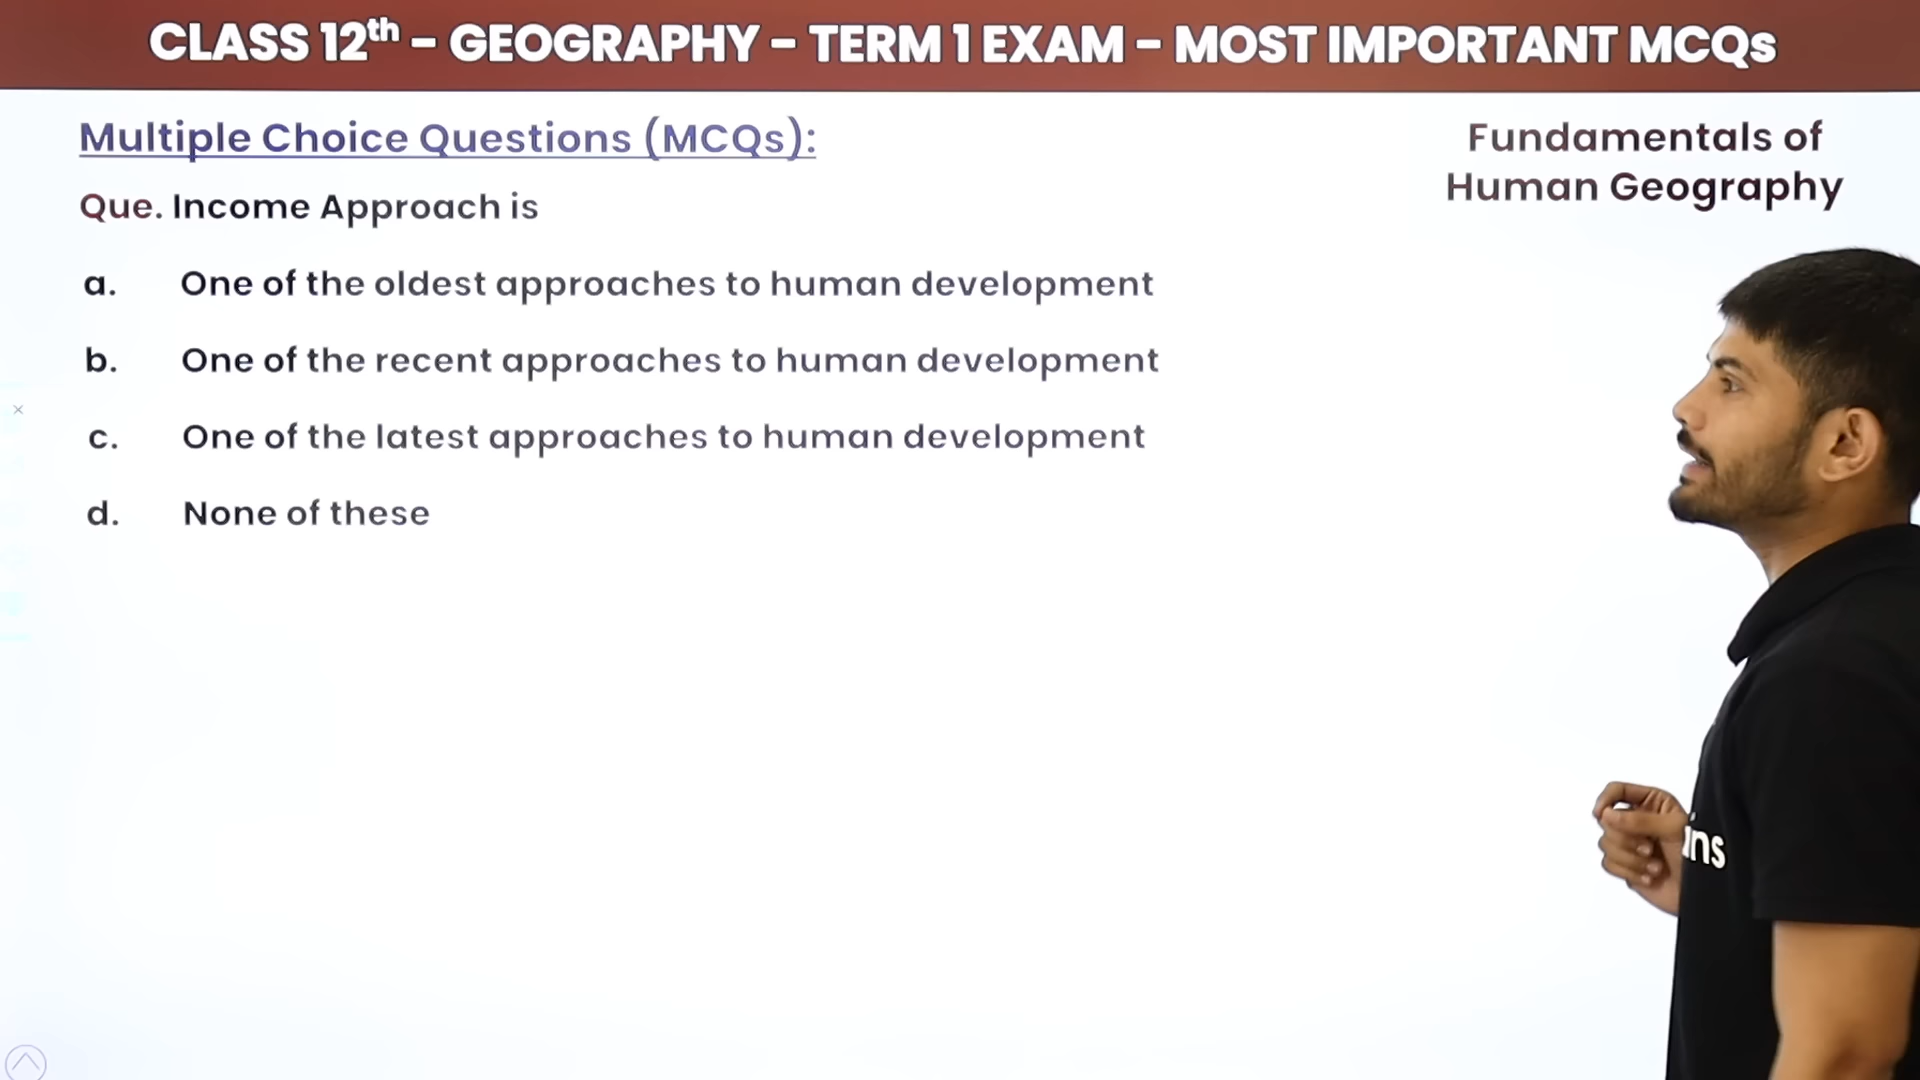 CLASS 12th - GEOGRAPHY - TERM 1 EXAM - MOST IMPORTANT MCQs
Multiple Choice Questions (MCQs):
Fundamentals of
Human Geography
Que. Income Approach is
a. One of the oldest approaches to human development
b. One of the recent approaches to human development
c. One of the latest approaches to human development
d. None of these
ins